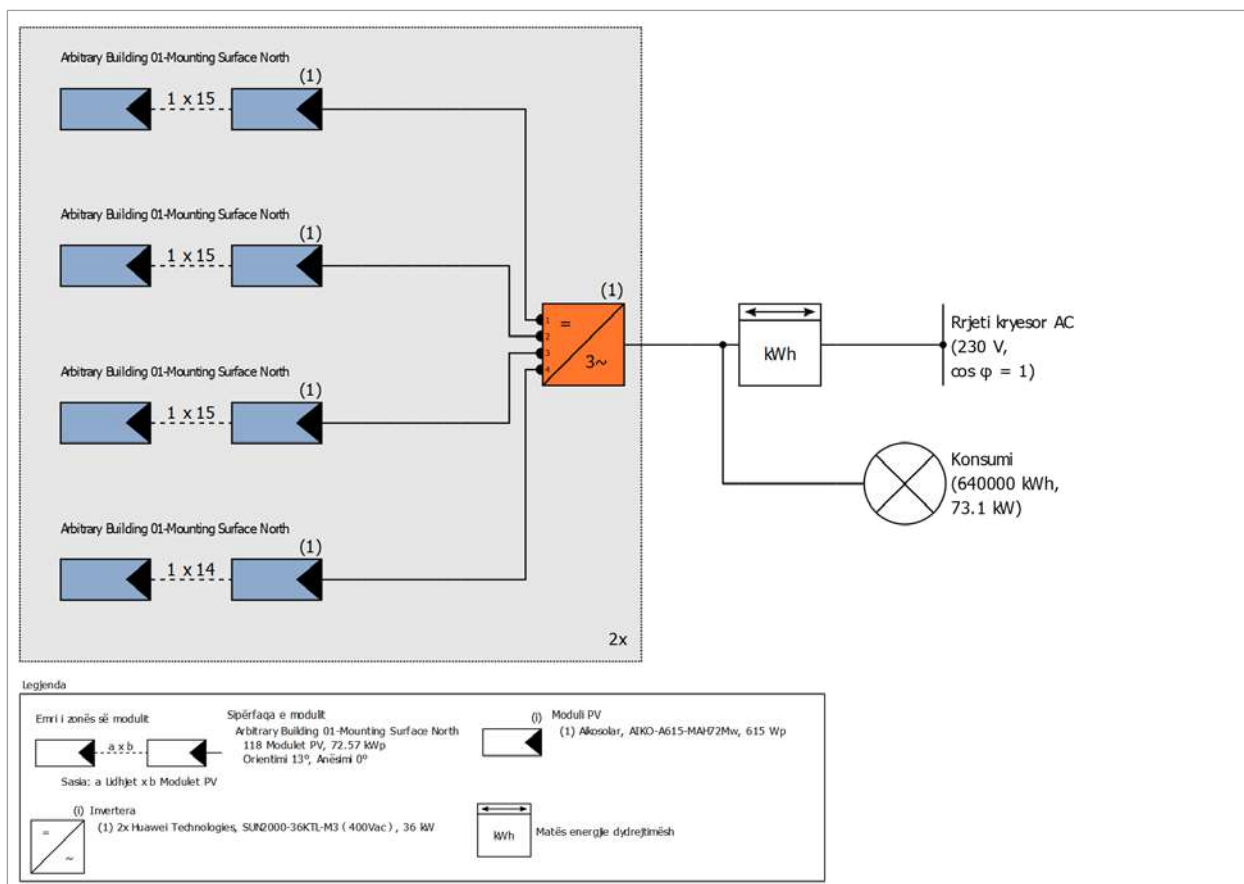 Arbitrary Building 01-Mounting Surface North
(1)
1 x 15
Arbitrary Building 01-Mounting Surface North
(1)
1 x 15
Arbitrary Building 01-Mounting Surface North
(1)
1 x 15
Arbitrary Building 01-Mounting Surface North
(1)
1 x 14
(1)
1
2
3
4
=
3~
2x
kWh
Rrjeti kryesor AC
(230 V,
cos φ = 1)
Konsumi
(640000 kWh,
73.1 kW)
Legjenda
Emri i zonës së modulit
a x b
Sasia: a Lidhjet x b Modulet PV
Sipërfaqa e modulit
Arbitrary Building 01-Mounting Surface North
118 Modulet PV, 72.57 kWp
Orientimi 13°, Anësimi 0°
(i) Moduli PV
(1) Aikosolar, AIKO-A615-MAH72Mw, 615 Wp
(i) Invertera
(1) 2x Huawei Technologies, SUN2000-36KTL-M3 (400Vac), 36 kW
=
~
kWh
Matës energjie dydrejtimësh